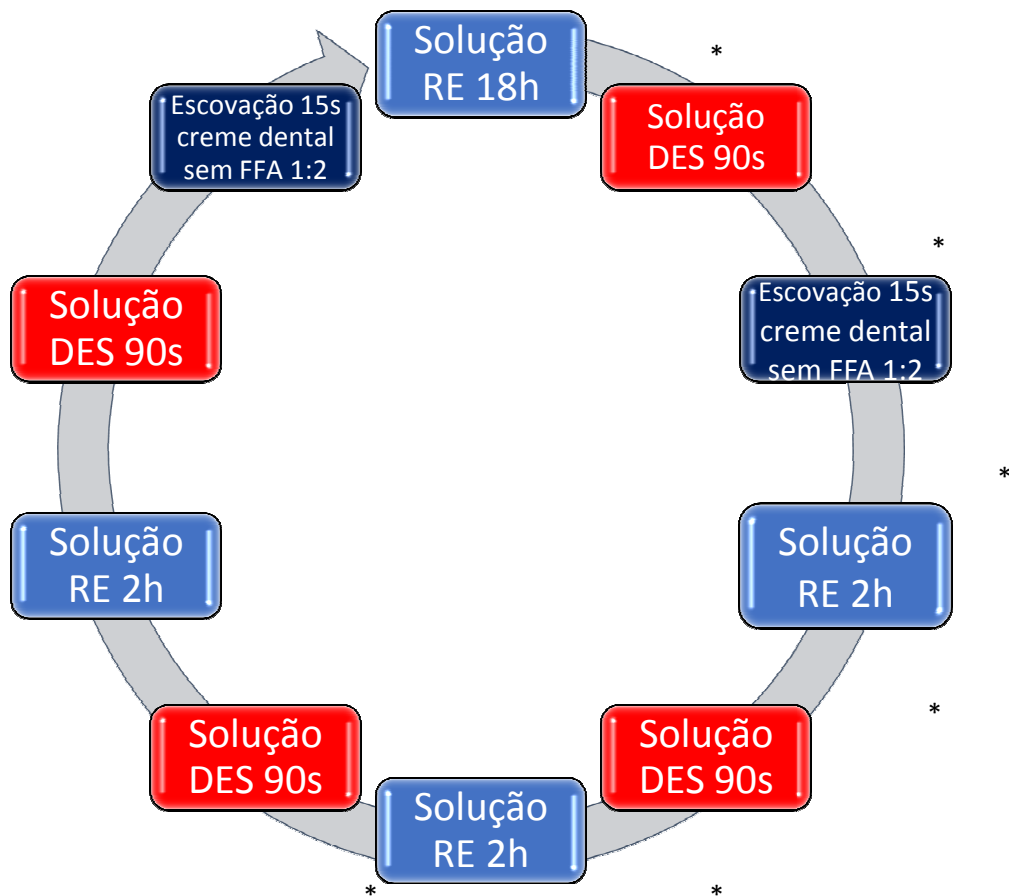 Solução
RE 18h
*
Solução
DES 90s
*
Escovação 15s
creme dental
sem FFA 1:2
*
Solução
RE 2h
*
Solução
DES 90s
*
Solução
RE 2h
*
Solução
DES 90s
Solução
RE 2h
Solução
DES 90s
Escovação 15s
creme dental
sem FFA 1:2